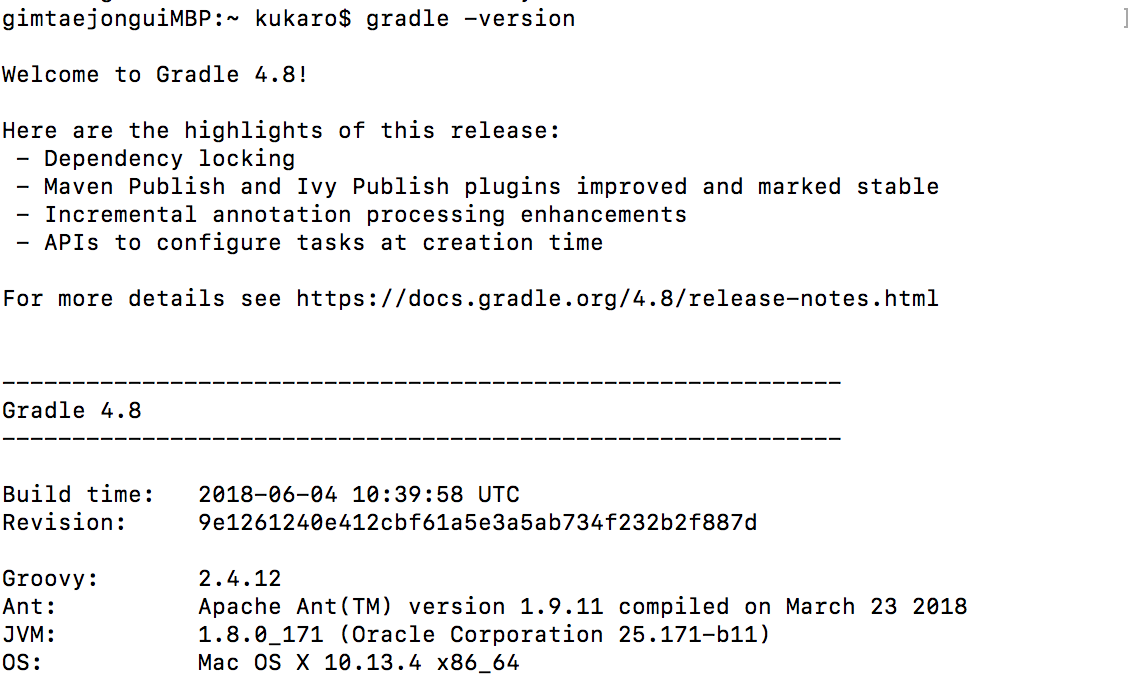 gimtaejonguiMBP:~ kukaro$ gradle -version
Welcome to Gradle 4.8!
Here are the highlights of this release:
 - Dependency locking
 - Maven Publish and Ivy Publish plugins improved and marked stable
 - Incremental annotation processing enhancements
 - APIs to configure tasks at creation time
For more details see https://docs.gradle.org/4.8/release-notes.html
------------------------------------------------------------
Gradle 4.8
------------------------------------------------------------
Build time:   2018-06-04 10:39:58 UTC
Revision:     9e1261240e412cbf61a5e3a5ab734f232b2f887d
Groovy:       2.4.12
Ant:          Apache Ant(TM) version 1.9.11 compiled on March 23 2018
JVM:          1.8.0_171 (Oracle Corporation 25.171-b11)
OS:           Mac OS X 10.13.4 x86_64